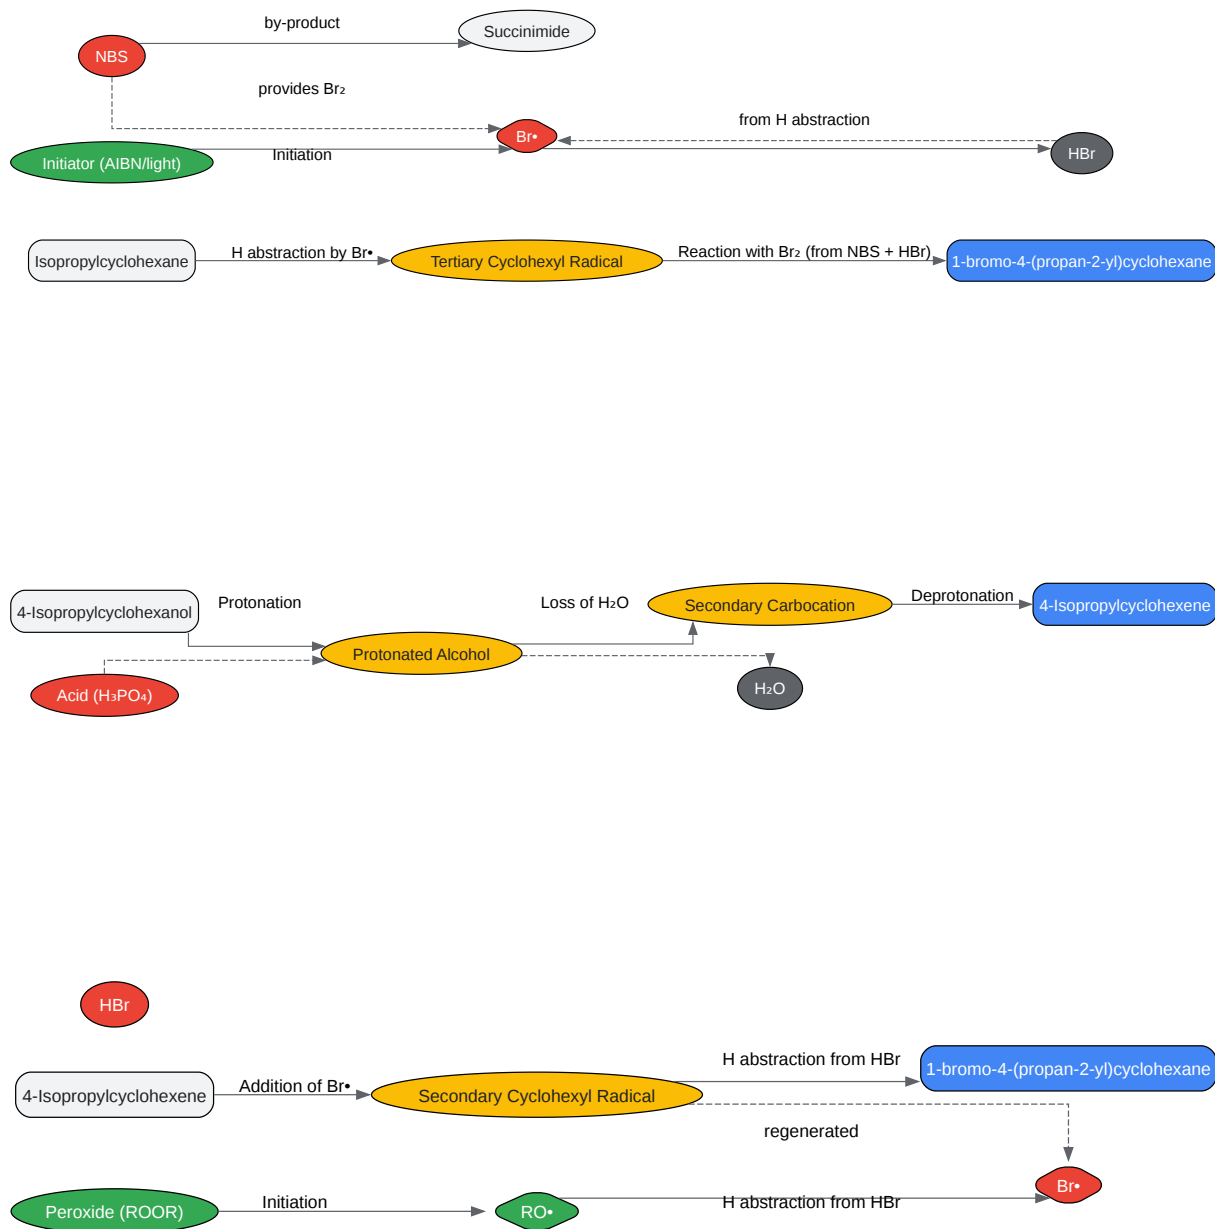 by-product
Succinimide
NBS
provides Br₂
Br•
from H abstraction
Initiator (AIBN/light)
Initiation
HBr
Isopropylcyclohexane
H abstraction by Br•
Tertiary Cyclohexyl Radical
Reaction with Br₂ (from NBS + HBr)
1-bromo-4-(propan-2-yl)cyclohexane
4-Isopropylcyclohexanol
Protonation
Loss of H₂O
Secondary Carbocation
Deprotonation
4-Isopropylcyclohexene
Protonated Alcohol
Acid (H₃PO₄)
H₂O
HBr
4-Isopropylcyclohexene
Addition of Br•
Secondary Cyclohexyl Radical
H abstraction from HBr
1-bromo-4-(propan-2-yl)cyclohexane
regenerated
Br•
Peroxide (ROOR)
Initiation
RO•
H abstraction from HBr